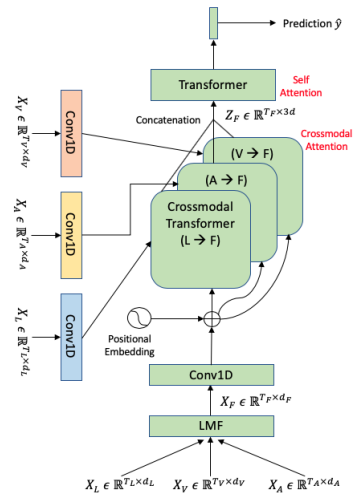 Prediction ŷ
Transformer
Self
Attention
Concatenation
Z_F ∈ ℝ^{T_F×3d}
Crossmodal
Attention
X_V ∈ ℝ^{T_V×d_V}
Conv1D
(V → F)
(A → F)
X_A ∈ ℝ^{T_A×d_A}
Conv1D
Crossmodal
Transformer
(L → F)
X_L ∈ ℝ^{T_L×d_L}
Conv1D
Positional
Embedding
Conv1D
X_F ∈ ℝ^{T_F×d_F}
LMF
X_L ∈ ℝ^{T_L×d_L} X_V ∈ ℝ^{T_V×d_V} X_A ∈ ℝ^{T_A×d_A}